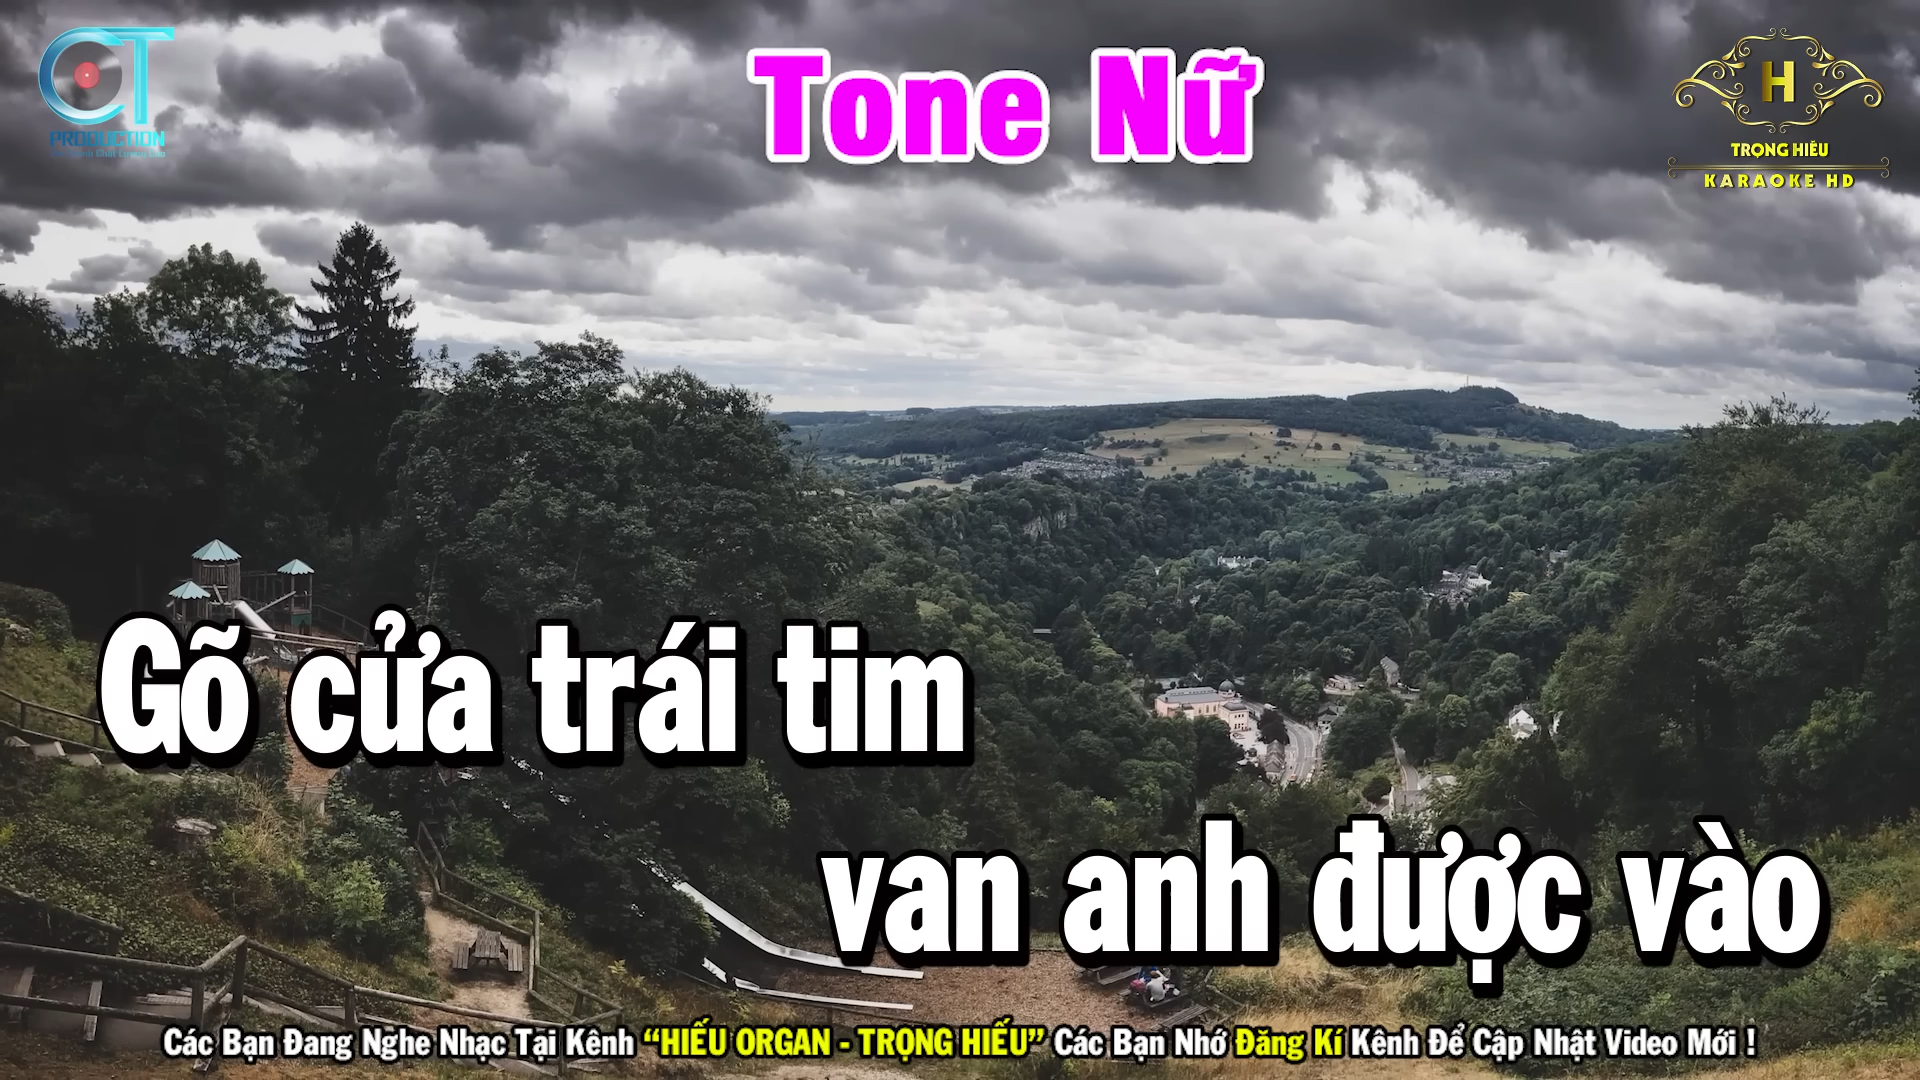 CT
Tone Nữ
H
PRODUCTION
TRỌNG HIẾU
KARAOKE HD
Gõ cửa trái tim
van anh được vào
Các Bạn Đang Nghe Nhạc Tại Kênh “HIẾU ORGAN - TRỌNG HIẾU” Các Bạn Nhớ Đăng Kí Kênh Để Cập Nhật Video Mới !